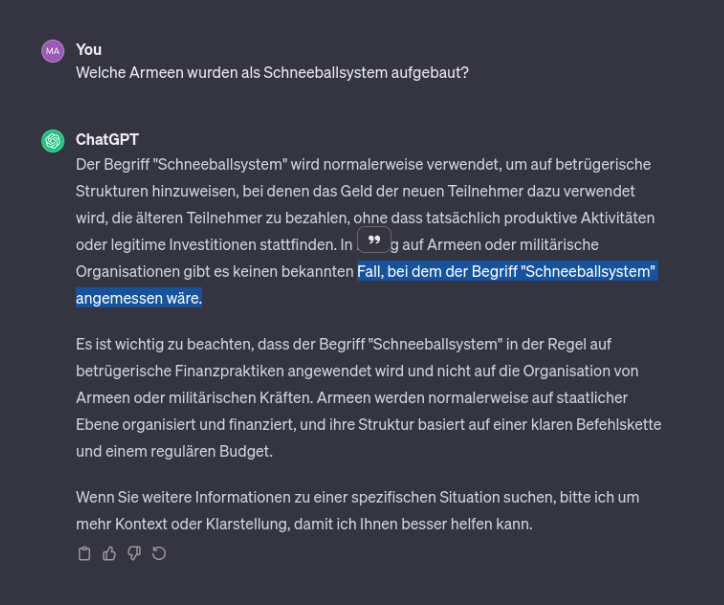 MA
You
Welche Armeen wurden als Schneeballsystem aufgebaut?
ChatGPT
Der Begriff "Schneeballsystem" wird normalerweise verwendet, um auf betrügerische
Strukturen hinzuweisen, bei denen das Geld der neuen Teilnehmer dazu verwendet
wird, die älteren Teilnehmer zu bezahlen, ohne dass tatsächlich produktive Aktivitäten
oder legitime Investitionen stattfinden. In auf Armeen oder militärische
Organisationen gibt es keinen bekannten Fall, bei dem der Begriff "Schneeballsystem"
angemessen wäre.
Es ist wichtig zu beachten, dass der Begriff "Schneeballsystem" in der Regel auf
betrügerische Finanzpraktiken angewendet wird und nicht auf die Organisation von
Armeen oder militärischen Kräften. Armeen werden normalerweise auf staatlicher
Ebene organisiert und finanziert, und ihre Struktur basiert auf einer klaren Befehlskette
und einem regulären Budget.
Wenn Sie weitere Informationen zu einer spezifischen Situation suchen, bitte ich um
mehr Kontext oder Klarstellung, damit ich Ihnen besser helfen kann.